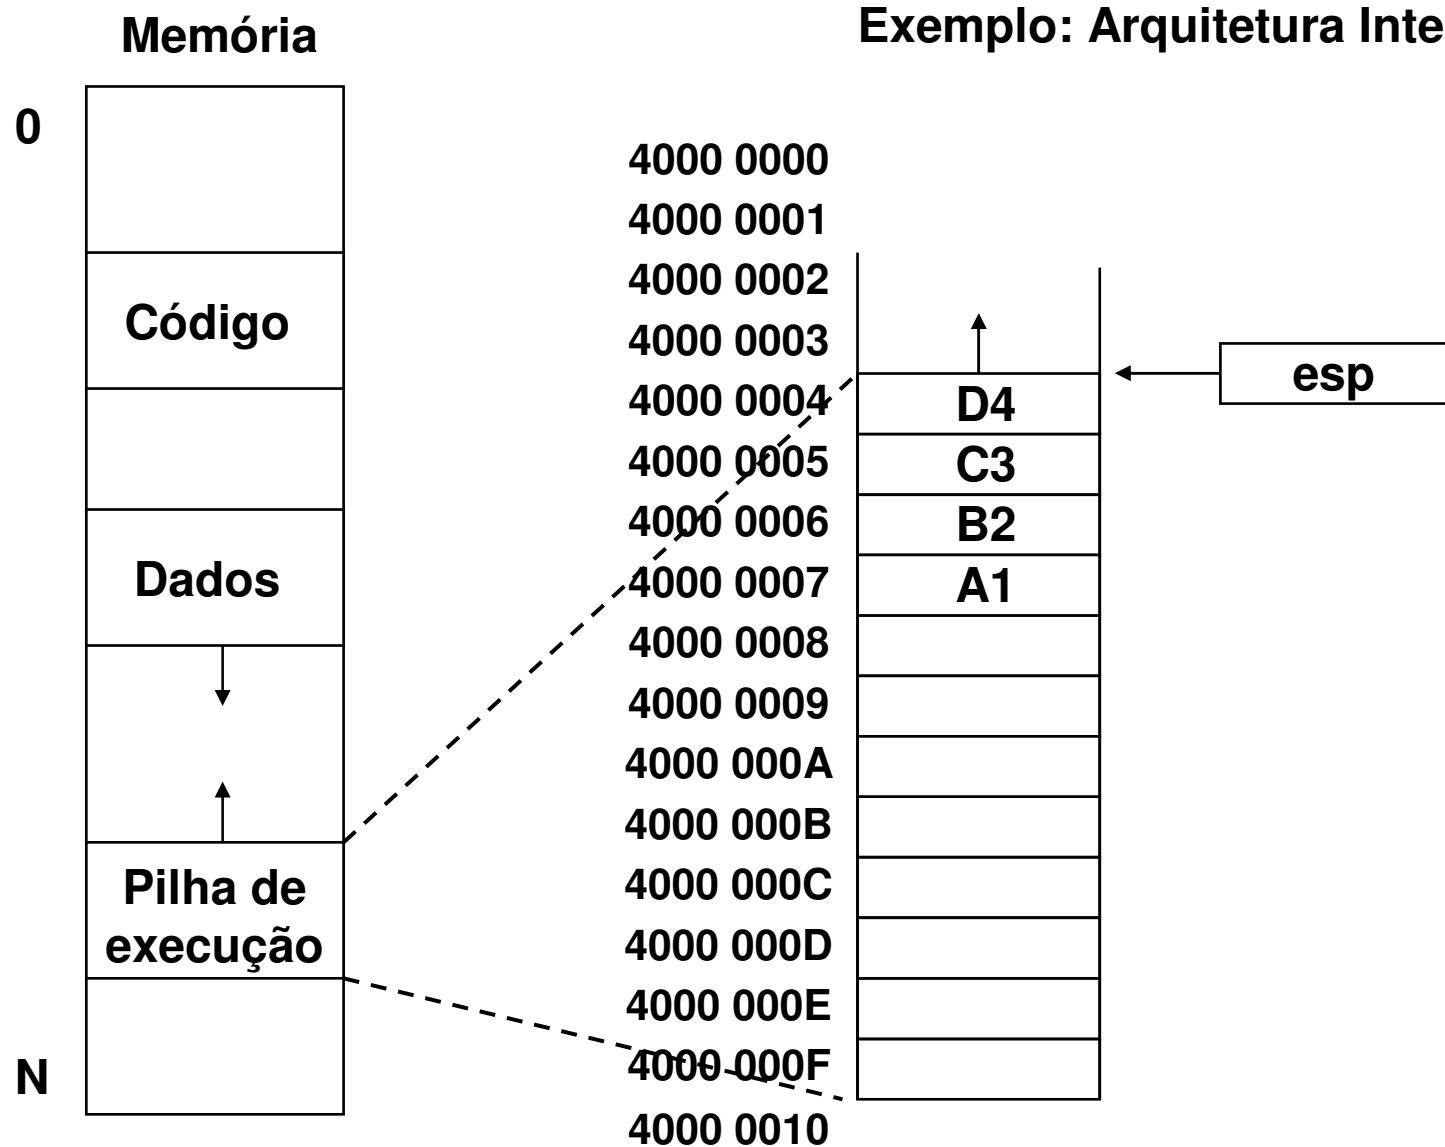 Memória
Exemplo: Arquitetura Inte
0
Código
Dados
Pilha de
execução
N
4000 0000
4000 0001
4000 0002
4000 0003
4000 0004
4000 0005
4000 0006
4000 0007
4000 0008
4000 0009
4000 000A
4000 000B
4000 000C
4000 000D
4000 000E
4000 000F
4000 0010
D4
C3
B2
A1
esp